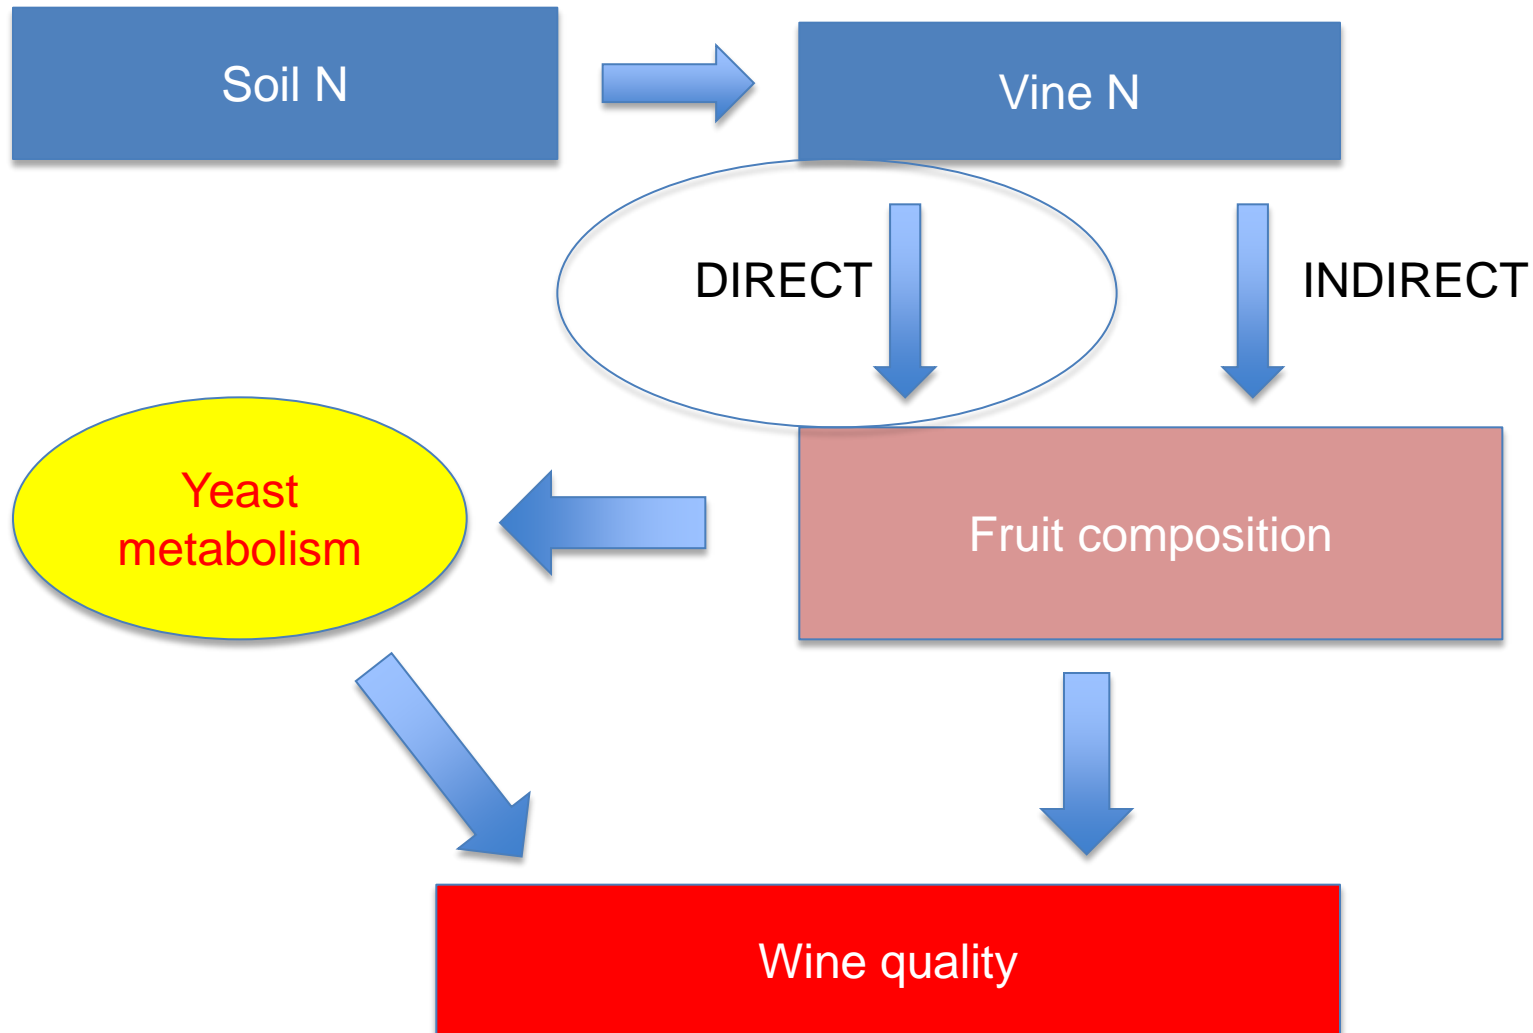 Soil N
Vine N
DIRECT
INDIRECT
Yeast
metabolism
Fruit composition
Wine quality